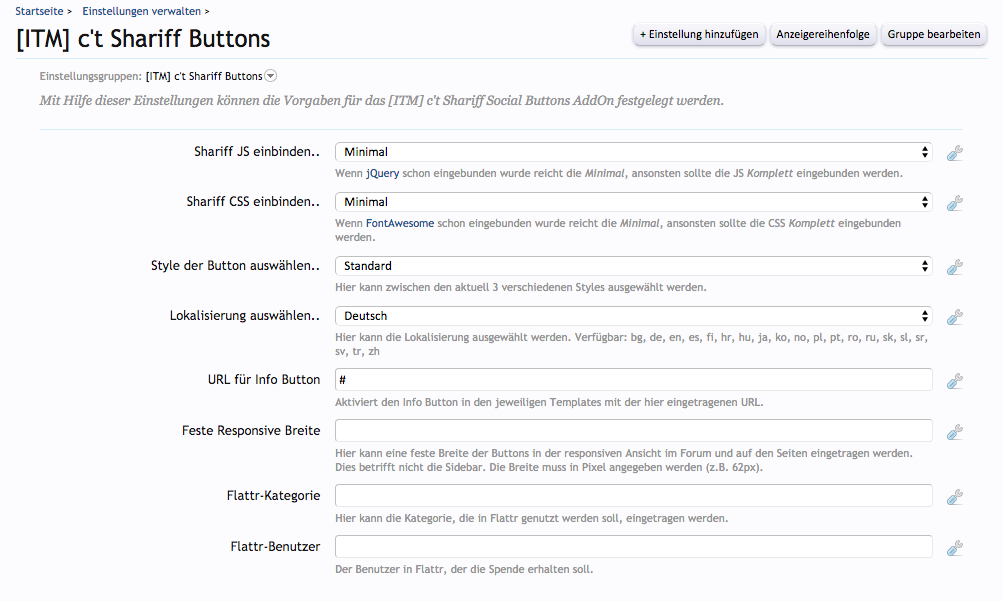 Startseite > Einstellungen verwalten >
[ITM] c't Shariff Buttons
+ Einstellung hinzufügen Anzeigereihenfolge Gruppe bearbeiten
Einstellungsgruppen: [ITM] c't Shariff Buttons
Mit Hilfe dieser Einstellungen können die Vorgaben für das [ITM] c't Shariff Social Buttons AddOn festgelegt werden.
Shariff JS einbinden.. Minimal
Wenn jQuery schon eingebunden wurde reicht die Minimal, ansonsten sollte die JS Komplett eingebunden werden.
Shariff CSS einbinden.. Minimal
Wenn FontAwesome schon eingebunden wurde reicht die Minimal, ansonsten sollte die CSS Komplett eingebunden
werden.
Style der Button auswählen.. Standard
Hier kann zwischen den aktuell 3 verschiedenen Styles ausgewählt werden.
Lokalisierung auswählen.. Deutsch
Hier kann die Lokalisierung ausgewählt werden. Verfügbar: bg, de, en, es, fi, hr, hu, ja, ko, no, pl, pt, ro, ru, sk, sl, sr,
sv, tr, zh
URL für Info Button #
Aktiviert den Info Button in den jeweiligen Templates mit der hier eingetragenen URL.
Feste Responsive Breite
Hier kann eine feste Breite der Buttons in der responsiven Ansicht im Forum und auf den Seiten eingetragen werden.
Dies betrifft nicht die Sidebar. Die Breite muss in Pixel angegeben werden (z.B. 62px).
Flattr-Kategorie
Hier kann die Kategorie, die in Flattr genutzt werden soll, eingetragen werden.
Flattr-Benutzer
Der Benutzer in Flattr, der die Spende erhalten soll.